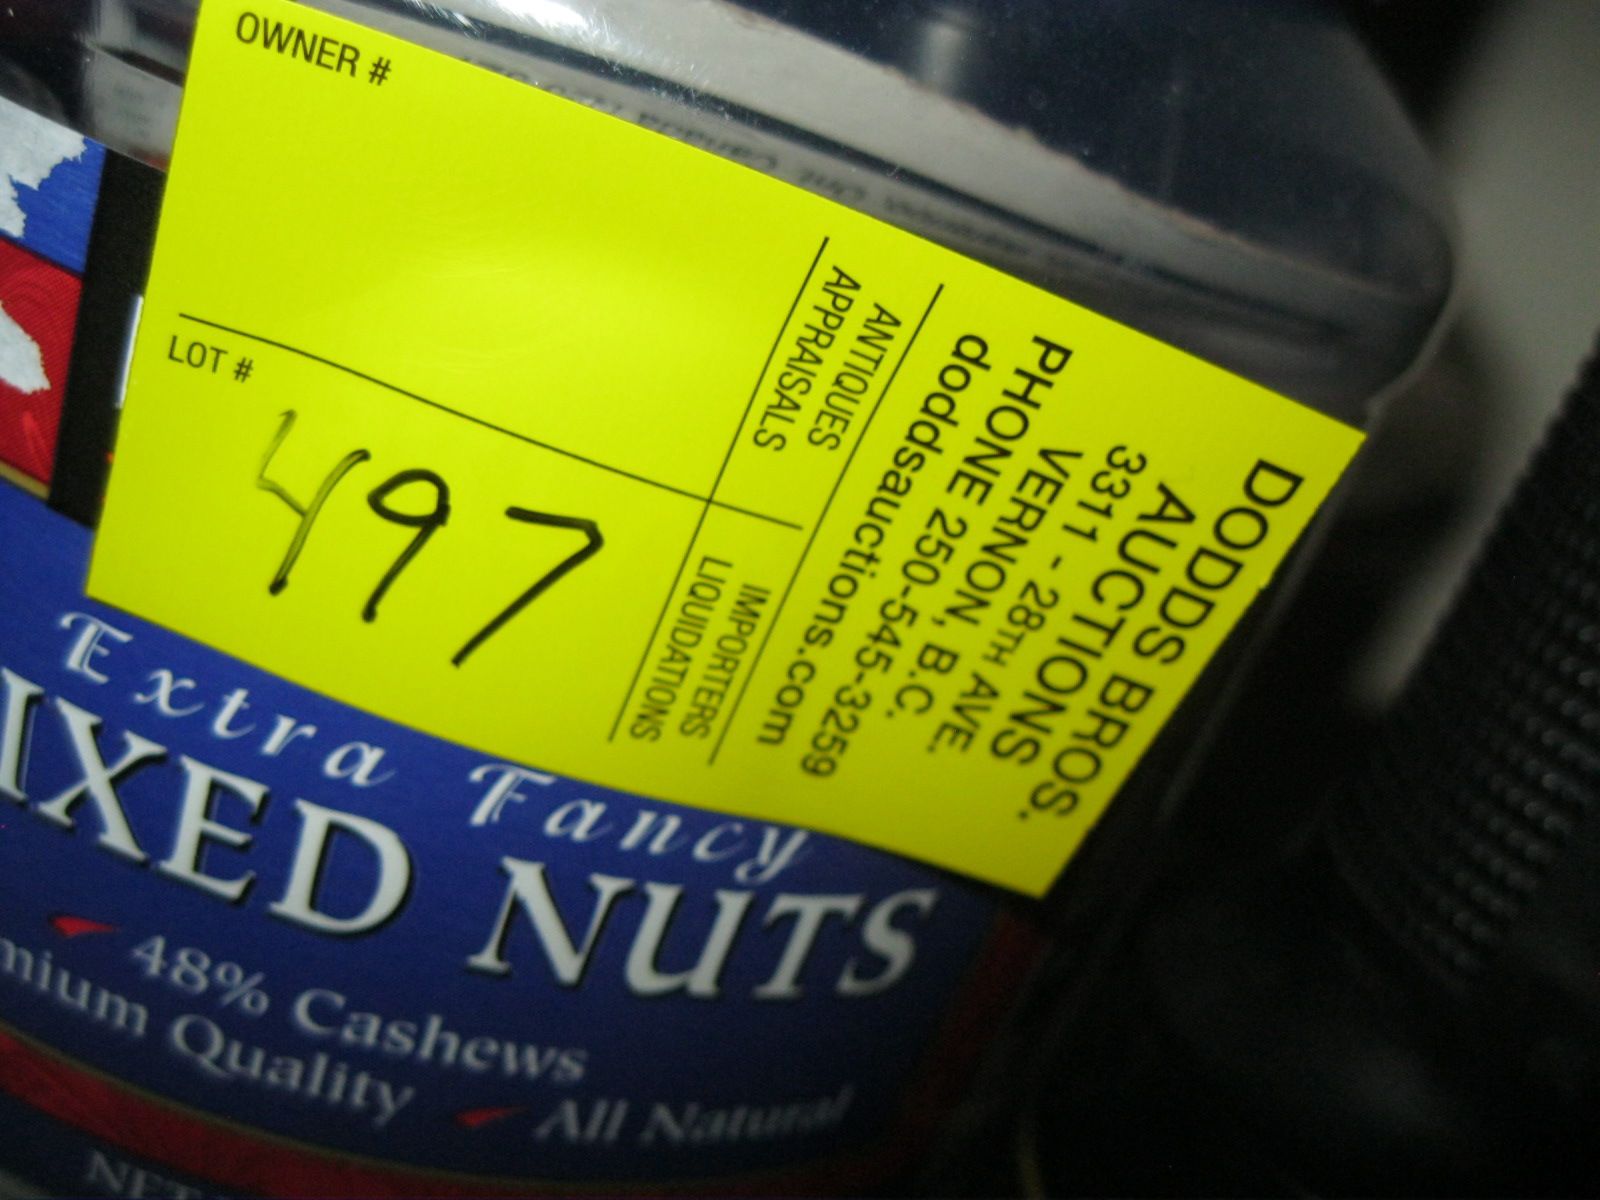 OWNER #
LOT #
497
ANTIQUES
APPRAISALS
IMPORTERS
LIQUIDATIONS
DODDS BROS.
AUCTIONS
3311 - 28TH AVE.
VERNON, B.C.
PHONE 250-545-3259
doddsauctions.com
Extra Fancy
IXED NUTS
48% Cashews
mium Quality
All Natural
NET